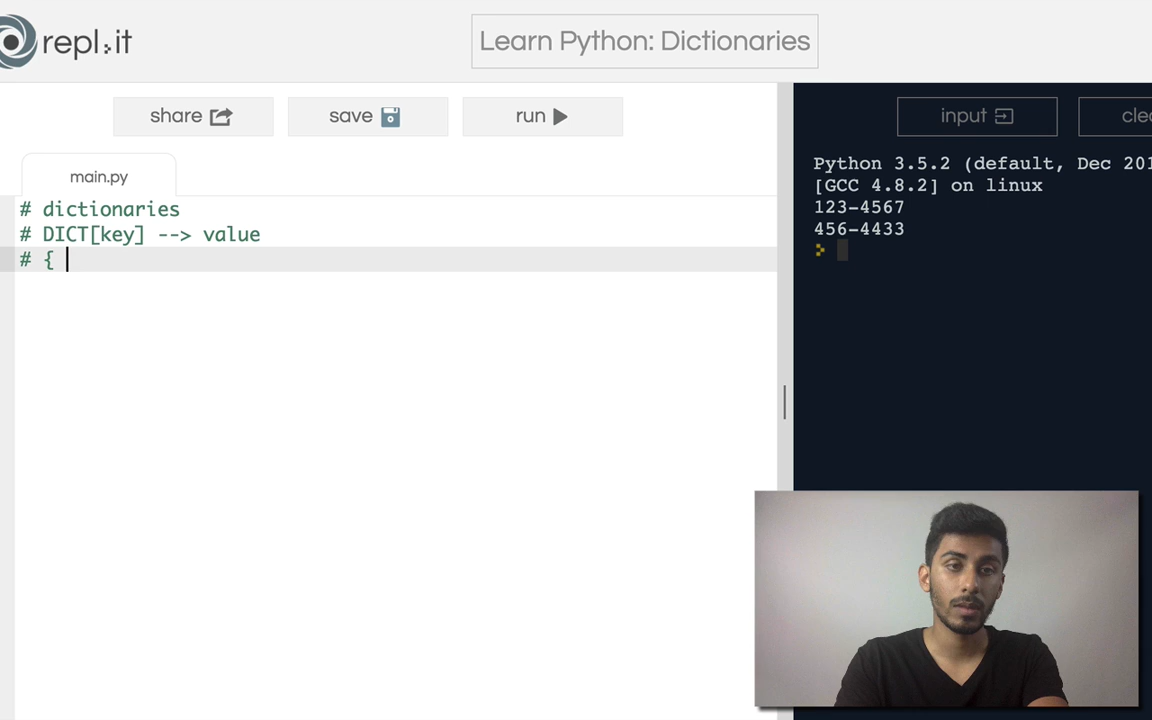 repl.it
Learn Python: Dictionaries
share
save
run
input
main.py
Python 3.5.2 (default, Dec 201
[GCC 4.8.2] on linux
123-4567
456-4433
# dictionaries
# DICT[key] --> value
# {